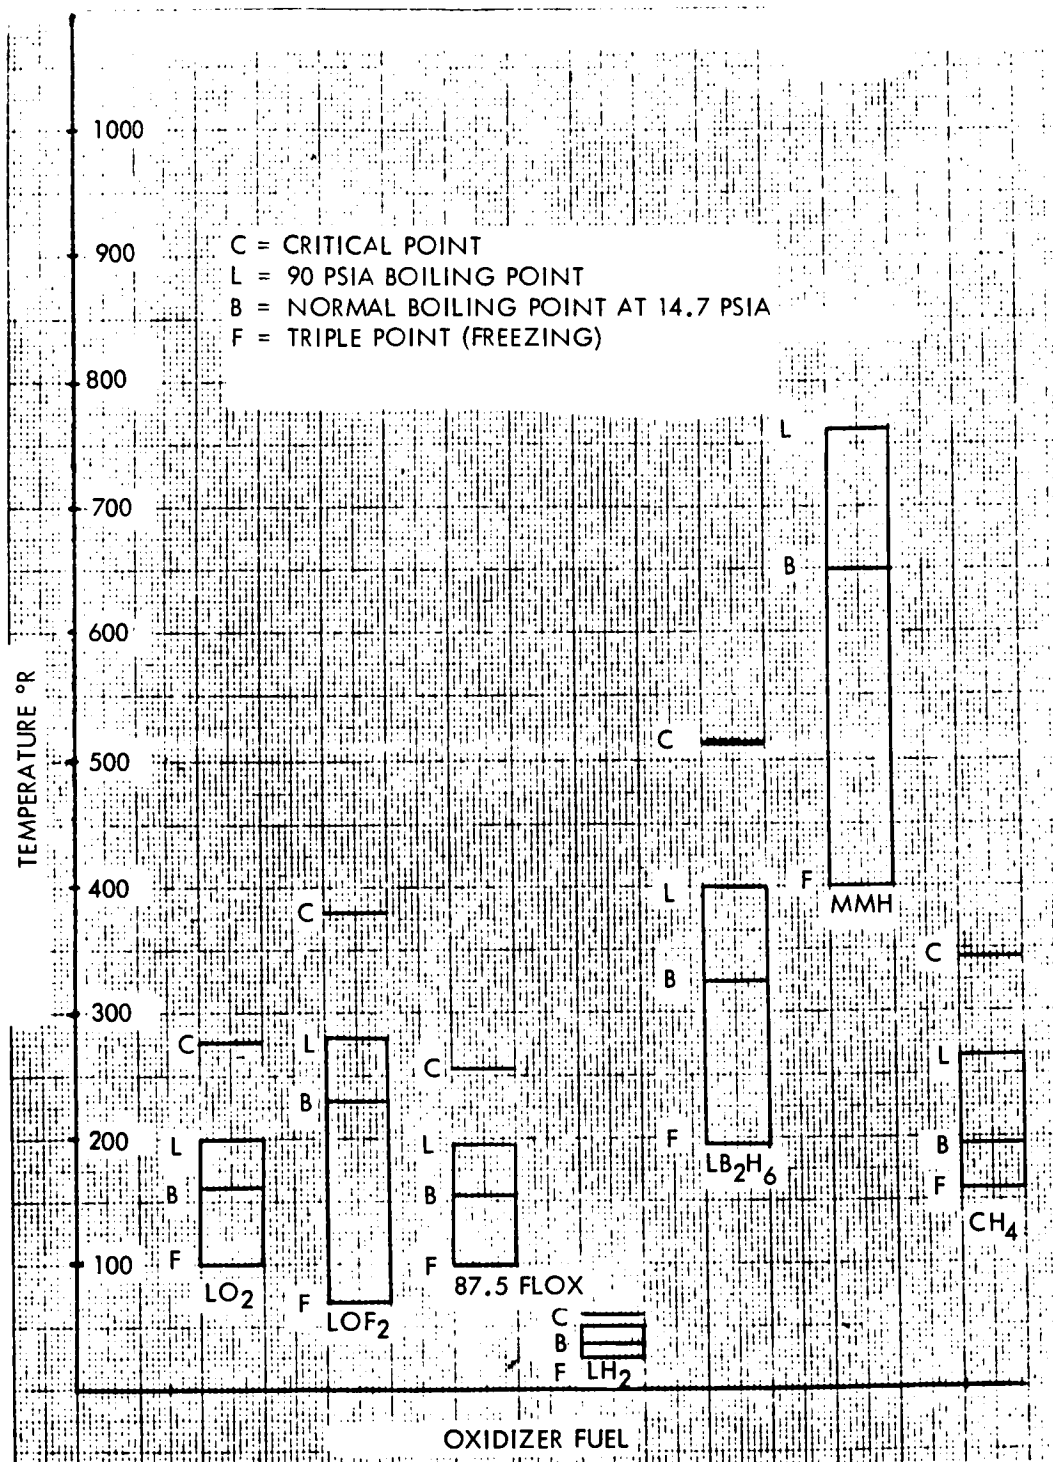 1000
900
C = CRITICAL POINT
L = 90 PSIA BOILING POINT
B = NORMAL BOILING POINT AT 14.7 PSIA
F = TRIPLE POINT (FREEZING)
800
700
600
500
400
300
200
100
TEMPERATURE °R
C
L
B
F
LO2
C
L
B
F
LOF2
C
L
B
F
87.5 FLOX
C
B
F
LH2
C
L
B
F
LB2H6
L
B
F
MMH
C
L
B
F
CH4
OXIDIZER FUEL